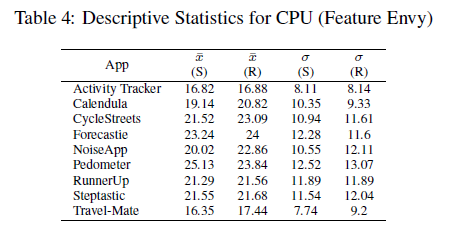 Table 4: Descriptive Statistics for CPU (Feature Envy)
App x̄ (S) x̄ (R) σ (S) σ (R)
Activity Tracker 16.82 16.88 8.11 8.14
Calendula 19.14 20.82 10.35 9.33
CycleStreets 21.52 23.09 10.94 11.61
Forecastie 23.24 24 12.28 11.6
NoiseApp 20.02 22.86 10.55 12.11
Pedometer 25.13 23.84 12.52 13.07
RunnerUp 21.29 21.56 11.89 11.89
Steptastic 21.55 21.68 11.54 12.04
Travel-Mate 16.35 17.44 7.74 9.2